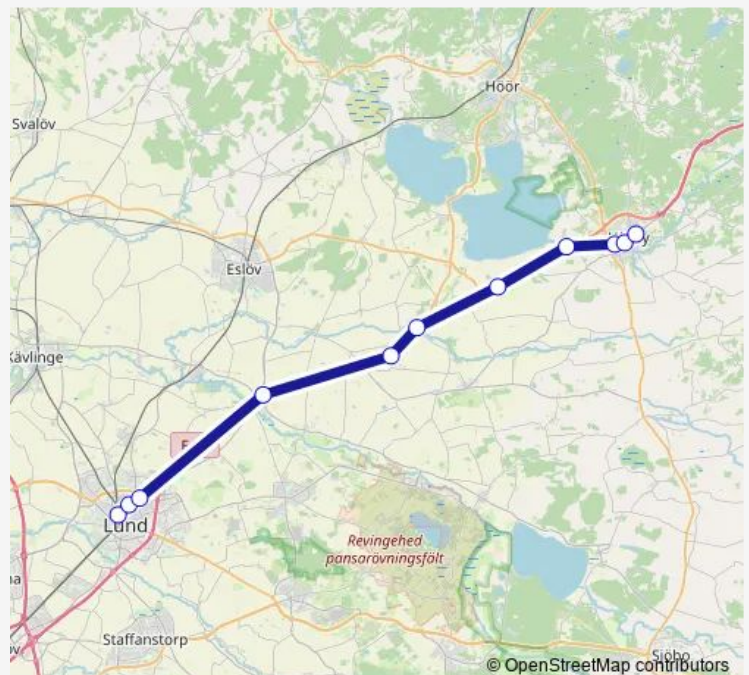 Höör
Svalöv
Eslöv
Kävlinge
Lund
Revingehed
pansarövningsfält
Staffanstorp
Sjöbo
© OpenStreetMap contributors